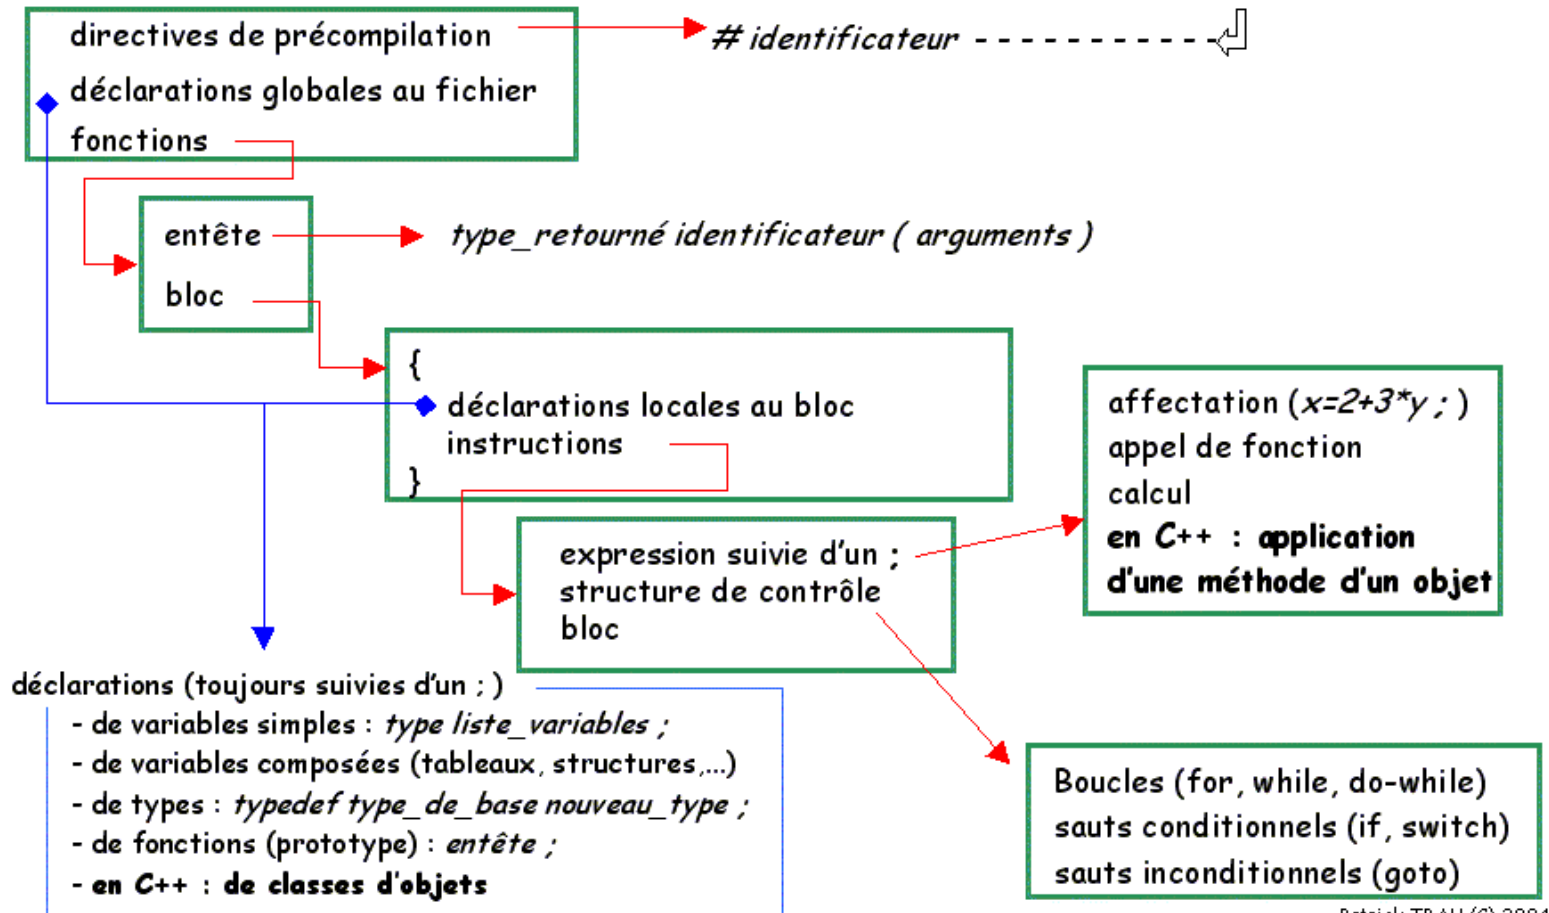 directives de précompilation
# identificateur -----------
déclarations globales au fichier
fonctions
entête
type_retourné identificateur ( arguments )
bloc
{
déclarations locales au bloc
instructions
}
affectation (x=2+3*y ; )
appel de fonction
calcul
en C++ : application
d'une méthode d'un objet
expression suivie d'un ;
structure de contrôle
bloc
déclarations (toujours suivies d'un ; )
- de variables simples : type liste_variables ;
- de variables composées (tableaux, structures,...)
- de types : typedef type_de_base nouveau_type ;
- de fonctions (prototype) : entête ;
- en C++ : de classes d'objets
Boucles (for, while, do-while)
sauts conditionnels (if, switch)
sauts inconditionnels (goto)